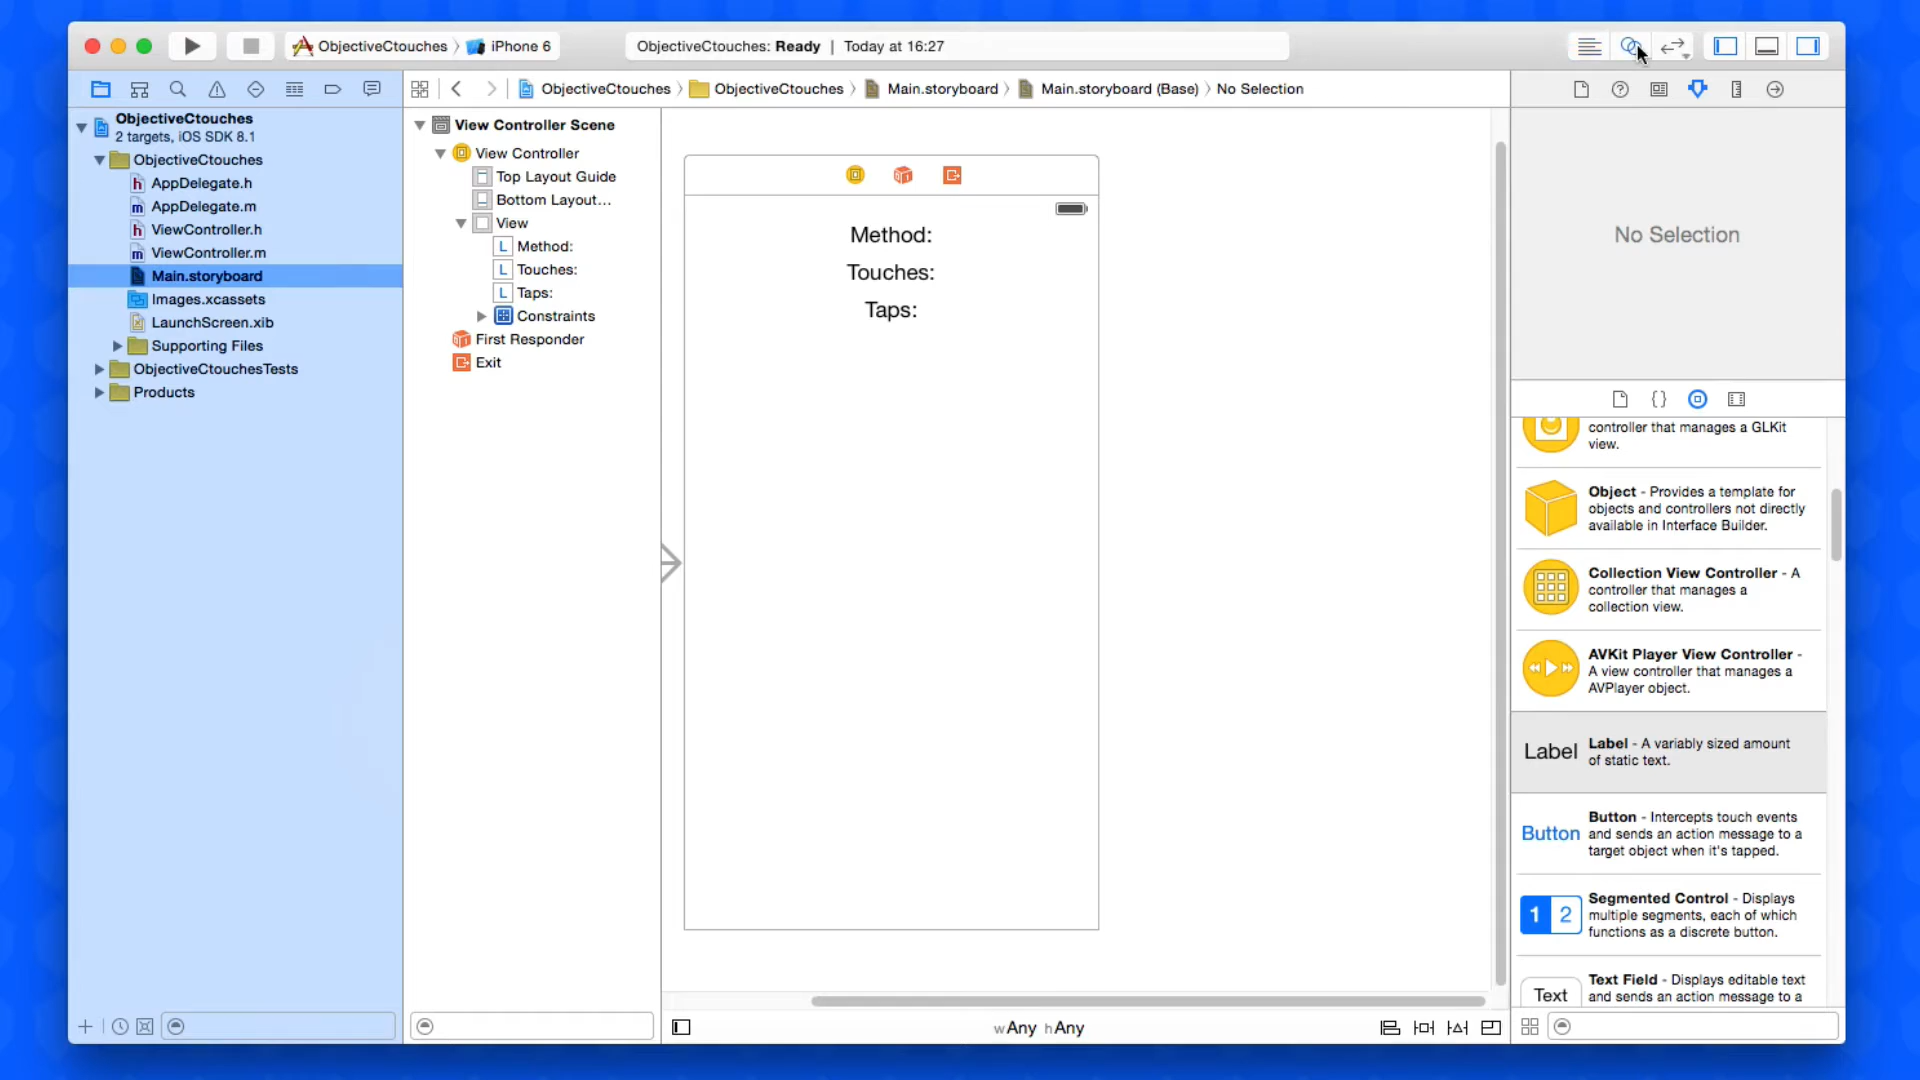 ObjectiveCtouches iPhone 6
ObjectiveCtouches: Ready | Today at 16:27
ObjectiveCtouches ObjectiveCtouches Main.storyboard Main.storyboard (Base) No Selection
ObjectiveCtouches
2 targets, iOS SDK 8.1
ObjectiveCtouches
AppDelegate.h
AppDelegate.m
ViewController.h
ViewController.m
Main.storyboard
Images.xcassets
LaunchScreen.xib
Supporting Files
ObjectiveCtouchesTests
Products
View Controller Scene
View Controller
Top Layout Guide
Bottom Layout...
View
L Method:
L Touches:
L Taps:
Constraints
First Responder
Exit
Method:
Touches:
Taps:
wAny hAny
No Selection
{}
controller that manages a GLKit
view.
Object - Provides a template for
objects and controllers not directly
available in Interface Builder.
Collection View Controller - A
controller that manages a
collection view.
AVKit Player View Controller -
A view controller that manages a
AVPlayer object.
Label
Label - A variably sized amount
of static text.
Button
Button - Intercepts touch events
and sends an action message to a
target object when it's tapped.
1 2
Segmented Control - Displays
multiple segments, each of which
functions as a discrete button.
Text
Text Field - Displays editable text
and sends an action message to a